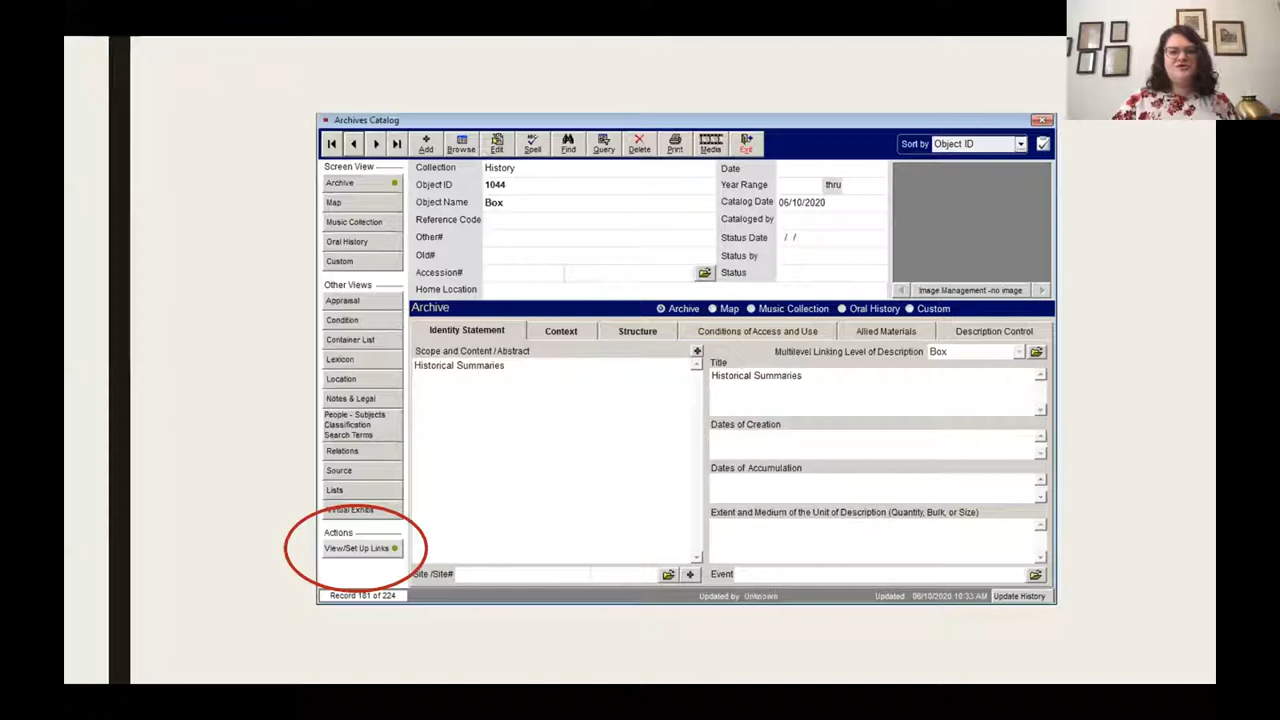 Archives Catalog
Add Browse Edit Spell Find Query Delete Print Media Exit
Sort by Object ID
Screen View
Archive
Map
Music Collection
Oral History
Custom
Other Views
Appraisal
Condition
Container List
Lexicon
Location
Notes & Legal
People - Subjects
Classification
Search Terms
Relations
Source
Lists
Virtual Exhibit
Actions
View/Set Up Links
Record 181 of 224
Collection History
Object ID 1044
Object Name Box
Reference Code
Other#
Old#
Accession#
Home Location
Date
Year Range thru
Catalog Date 06/10/2020
Cataloged by
Status Date / /
Status by
Status
Image Management -no image
Archive
Archive Map Music Collection Oral History Custom
Identity Statement Context Structure Conditions of Access and Use Allied Materials Description Control
Scope and Content / Abstract
Historical Summaries
Multilevel Linking Level of Description Box
Title
Historical Summaries
Dates of Creation
Dates of Accumulation
Extent and Medium of the Unit of Description (Quantity, Bulk, or Size)
Site /Site#
Event
Updated by Unknown
Updated 06/10/2020 10:33 AM
Update History